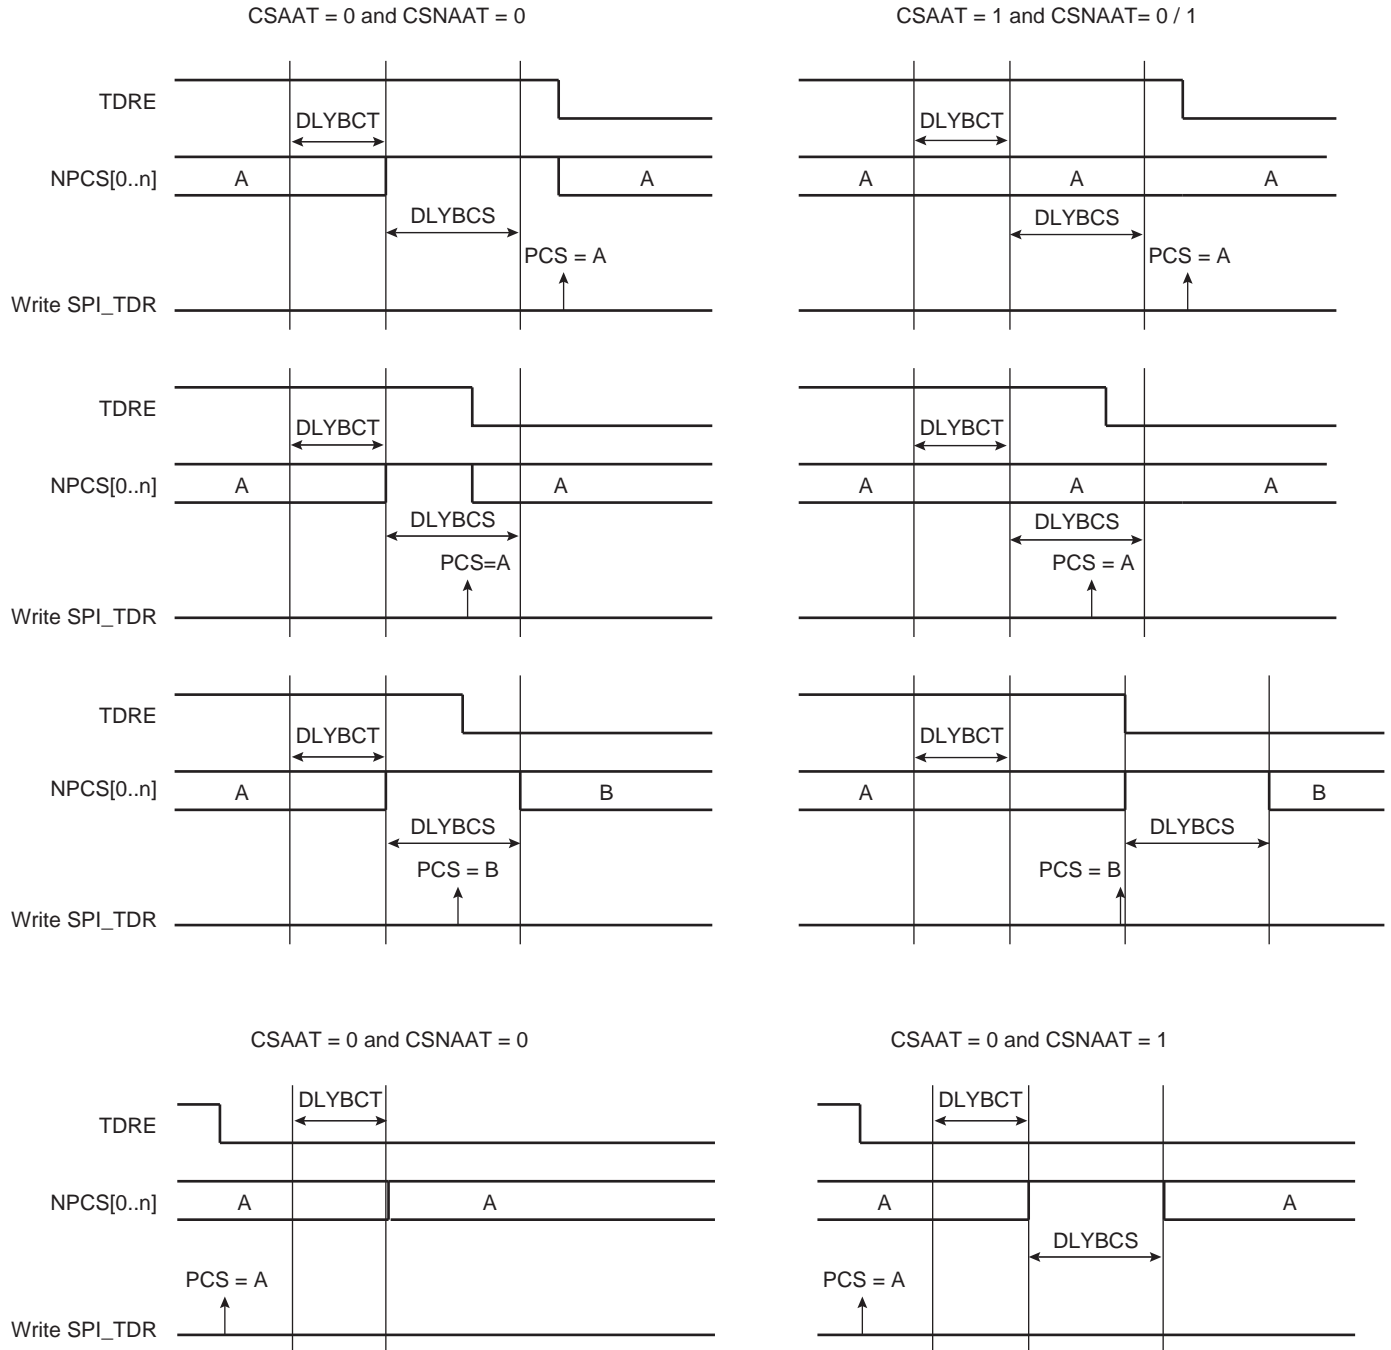 CSAAT = 0 and CSNAAT = 0
CSAAT = 1 and CSNAAT= 0 / 1
TDRE
DLYBCT
DLYBCT
NPCS[0..n]
A
A
A
A
A
DLYBCS
DLYBCS
PCS = A
PCS = A
Write SPI_TDR
TDRE
DLYBCT
DLYBCT
NPCS[0..n]
A
A
A
A
A
DLYBCS
DLYBCS
PCS=A
PCS = A
Write SPI_TDR
TDRE
DLYBCT
DLYBCT
NPCS[0..n]
A
B
A
B
DLYBCS
DLYBCS
PCS = B
PCS = B
Write SPI_TDR
CSAAT = 0 and CSNAAT = 0
CSAAT = 0 and CSNAAT = 1
DLYBCT
DLYBCT
TDRE
NPCS[0..n]
A
A
A
A
DLYBCS
PCS = A
PCS = A
Write SPI_TDR